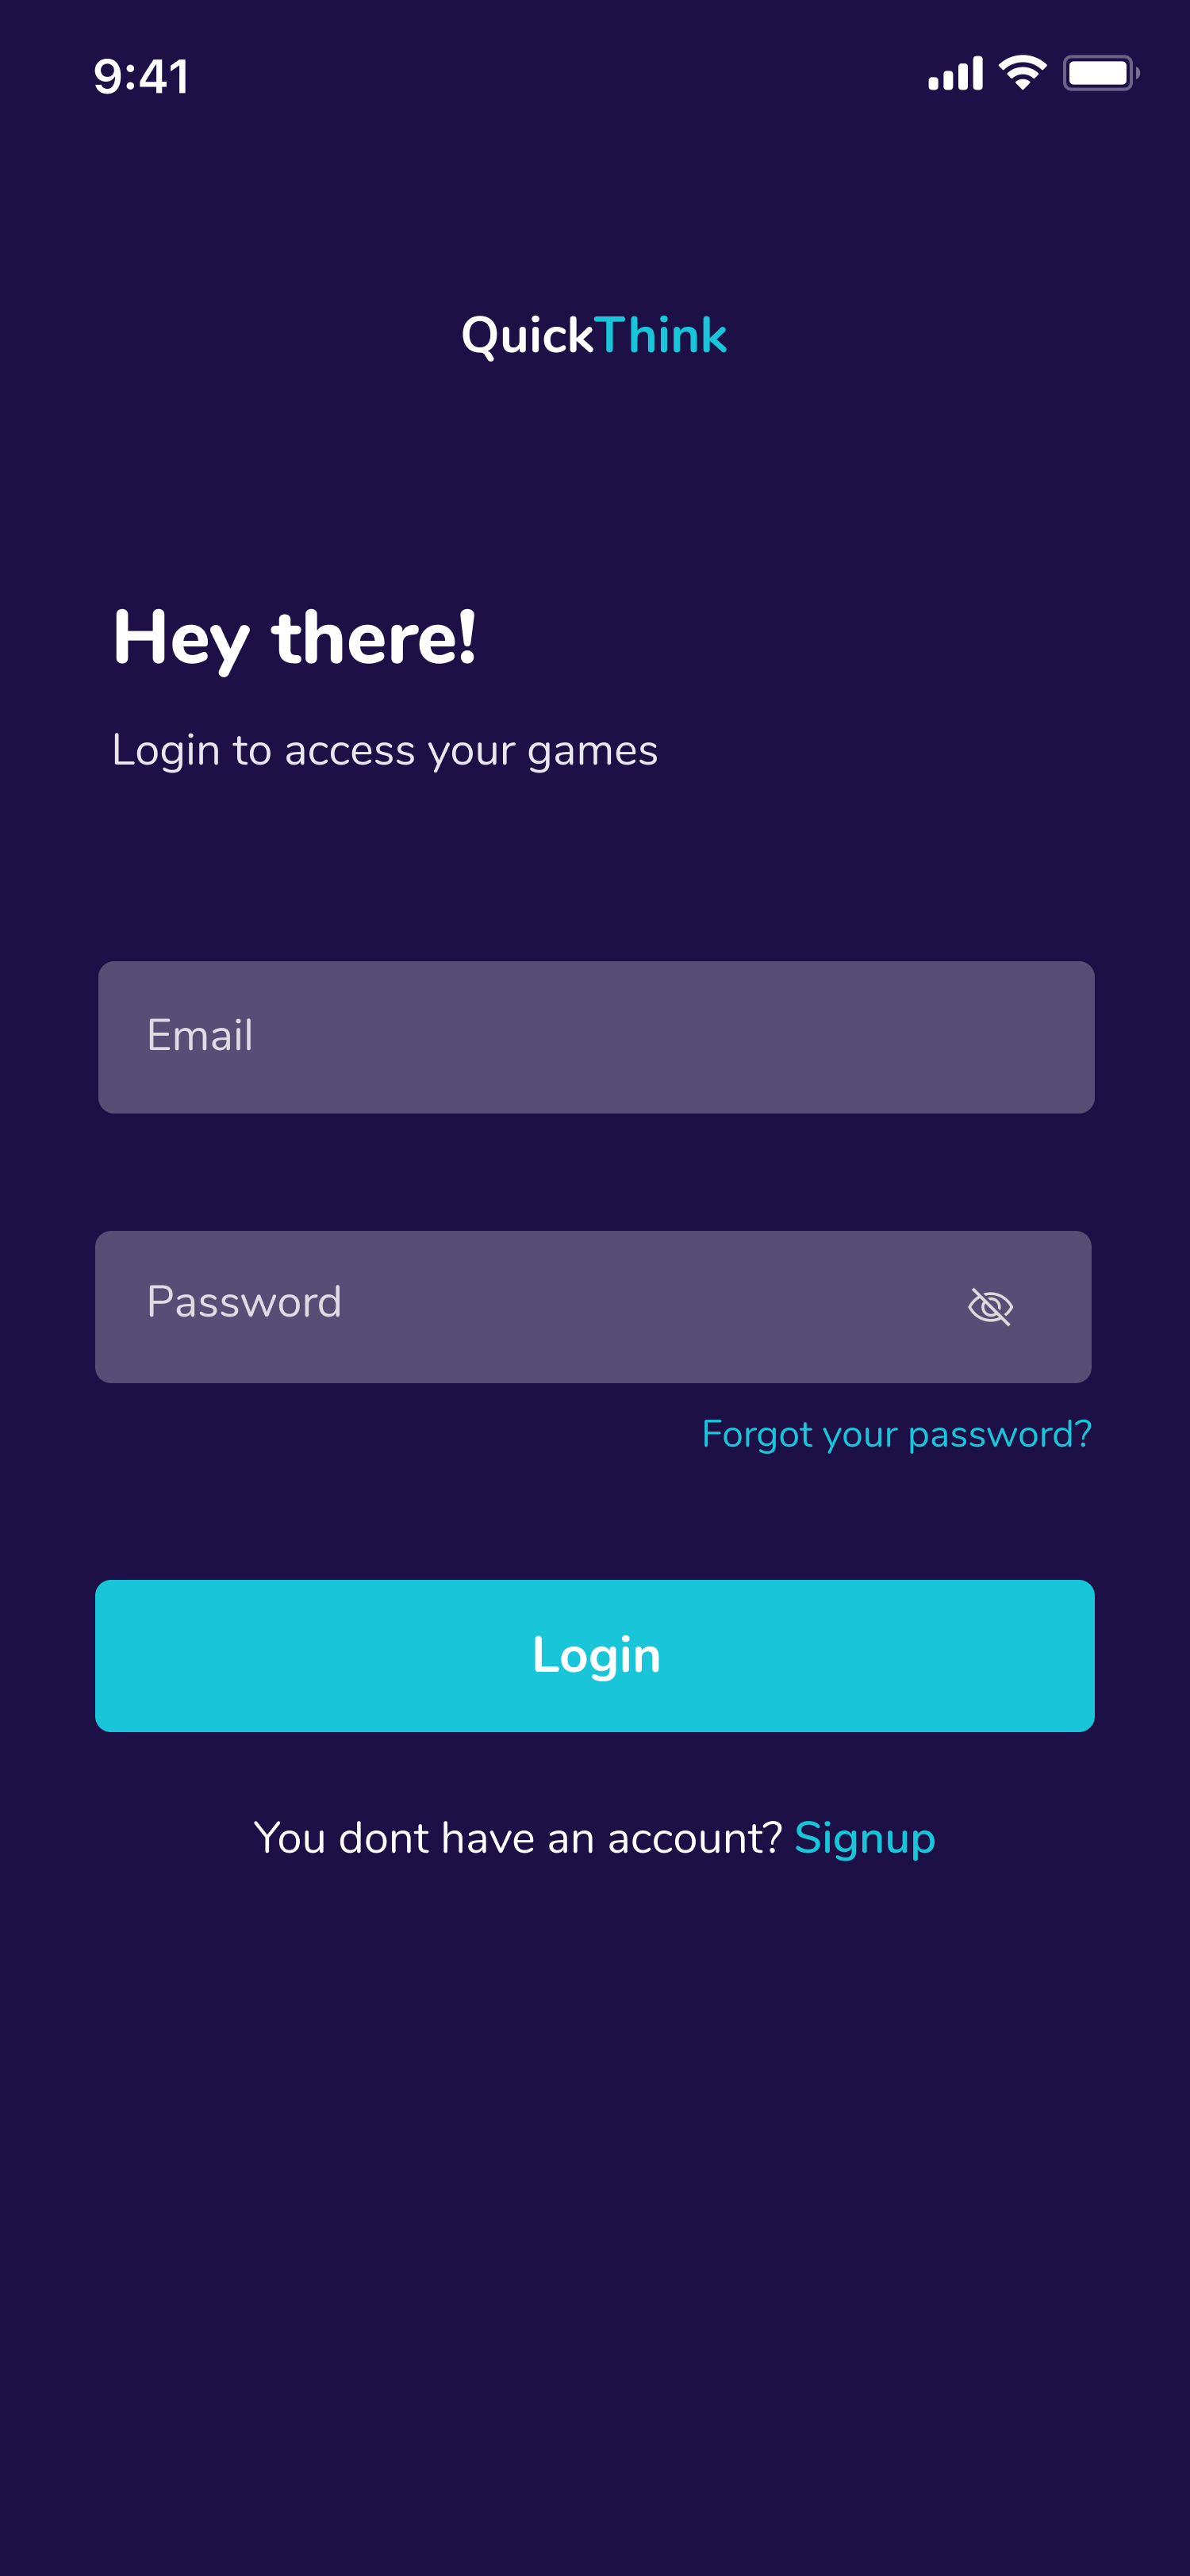 9:41
QuickThink
Hey there!
Login to access your games
Email
Password
Forgot your password?
Login
You dont have an account? Signup